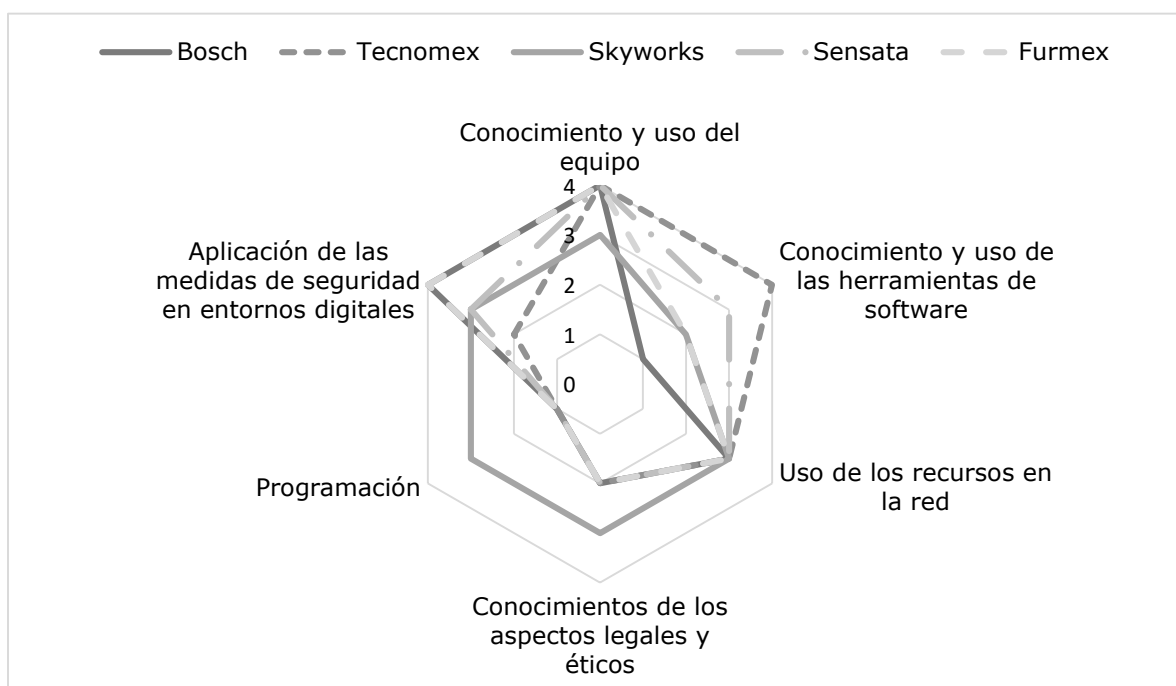 Bosch Tecnomex Skyworks Sensata Furmex
Conocimiento y uso del
equipo
4
3
2
1
0
Conocimiento y uso de
las herramientas de
software
Uso de los recursos en
la red
Conocimientos de los
aspectos legales y
éticos
Programación
Aplicación de las
medidas de seguridad
en entornos digitales